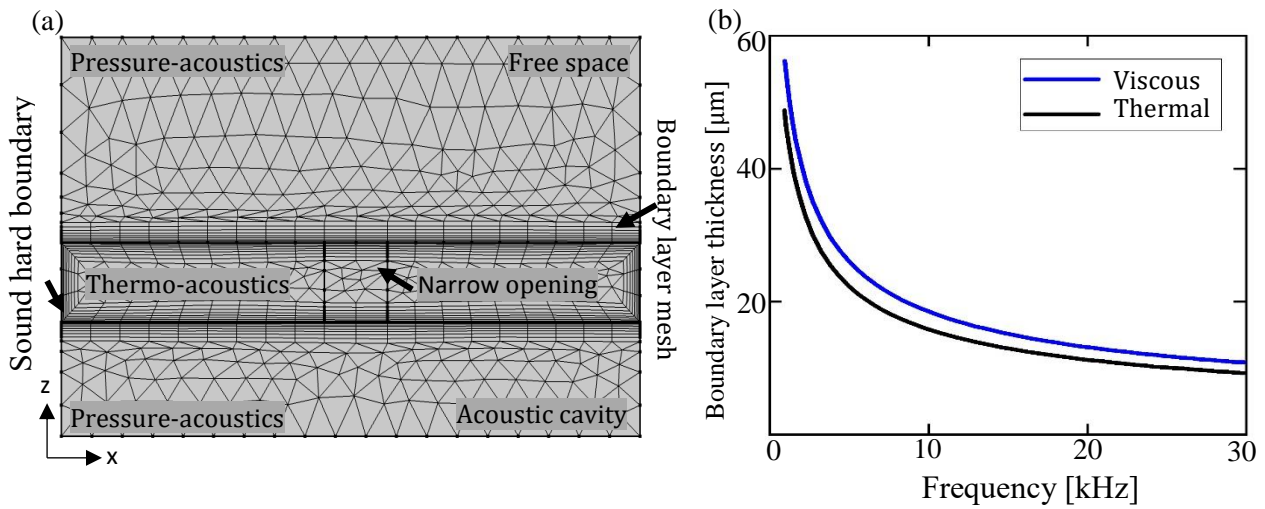 (a)
Pressure-acoustics
Free space
Sound hard boundary
Boundary layer mesh
Thermo-acoustics
Narrow opening
Pressure-acoustics
Acoustic cavity
z
x
(b)
Boundary layer thickness [μm]
60
40
20
0
10
20
30
Viscous
Thermal
Frequency [kHz]